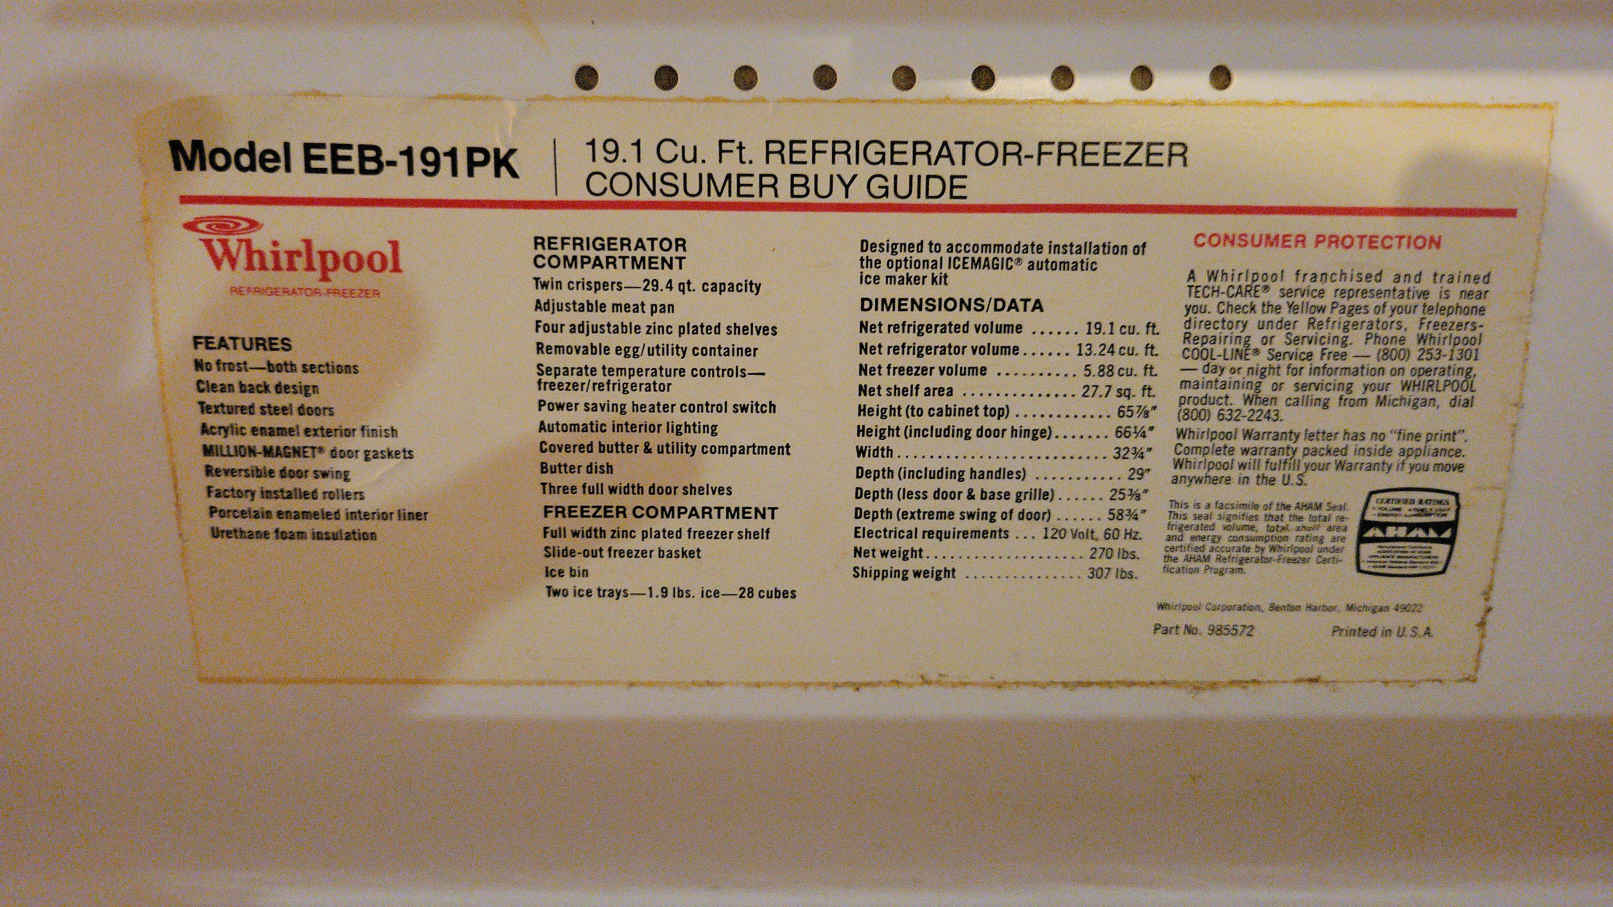 Model EEB-191PK
19.1 Cu. Ft. REFRIGERATOR-FREEZER
CONSUMER BUY GUIDE
Whirlpool
REFRIGERATOR-FREEZER
FEATURES
No frost—both sections
Clean back design
Textured steel doors
Acrylic enamel exterior finish
MILLION-MAGNET® door gaskets
Reversible door swing
Factory installed rollers
Porcelain enameled interior liner
Urethane foam insulation
REFRIGERATOR
COMPARTMENT
Twin crispers—29.4 qt. capacity
Adjustable meat pan
Four adjustable zinc plated shelves
Removable egg/utility container
Separate temperature controls—
freezer/refrigerator
Power saving heater control switch
Automatic interior lighting
Covered butter & utility compartment
Butter dish
Three full width door shelves
FREEZER COMPARTMENT
Full width zinc plated freezer shelf
Slide-out freezer basket
Ice bin
Two ice trays—1.9 lbs. ice—28 cubes
Designed to accommodate installation of
the optional ICEMAGIC® automatic
ice maker kit
DIMENSIONS/DATA
Net refrigerated volume ...... 19.1 cu. ft.
Net refrigerator volume ...... 13.24 cu. ft.
Net freezer volume .......... 5.88 cu. ft.
Net shelf area .............. 27.7 sq. ft.
Height (to cabinet top) ............ 65⅞"
Height (including door hinge)....... 66¼"
Width .......................... 32¾"
Depth (including handles) ........... 29"
Depth (less door & base grille) ...... 25⅜"
Depth (extreme swing of door) ...... 58¾"
Electrical requirements ... 120 Volt, 60 Hz.
Net weight.................... 270 lbs.
Shipping weight ............... 307 lbs.
CONSUMER PROTECTION
A Whirlpool franchised and trained
TECH-CARE® service representative is near
you. Check the Yellow Pages of your telephone
directory under Refrigerators, Freezers-
Repairing or Servicing. Phone Whirlpool
COOL-LINE® Service Free — (800) 253-1301
— day or night for information on operating,
maintaining or servicing your WHIRLPOOL
product. When calling from Michigan, dial
(800) 632-2243.
Whirlpool Warranty letter has no "fine print".
Complete warranty packed inside appliance.
Whirlpool will fulfill your Warranty if you move
anywhere in the U.S.
This is a facsimile of the AHAM Seal.
This seal signifies that the total re-
frigerated volume, total shelf area
and energy consumption rating are
certified accurate by Whirlpool under
the AHAM Refrigerator-Freezer Certi-
fication Program.
CERTIFIED RATINGS
AHAM
Whirlpool Corporation, Benton Harbor, Michigan 49022
Part No. 985572
Printed in U.S.A.